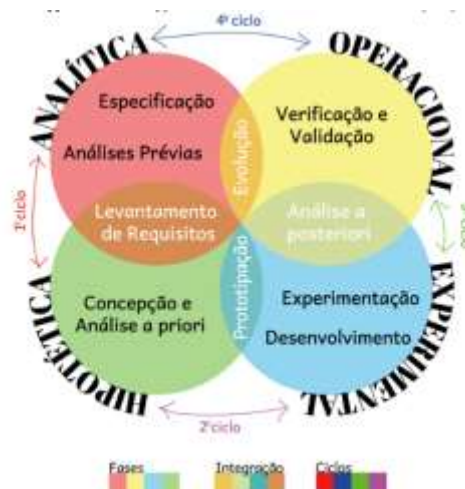 4º ciclo
ANALÍTICA
OPERACIONAL
Especificação
Análises Prévias
Evolução
Verificação e
Validação
1º ciclo
Levantamento
de Requisitos
Análise a
posteriori
Concepção e
Análise a priori
Prototipação
Experimentação
Desenvolvimento
HIPOTÉTICA
EXPERIMENTAL
2º ciclo
Fases
Integração
Ciclos